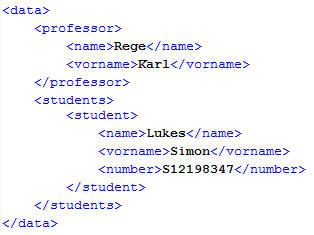 <data>
    <professor>
        <name>Rege</name>
        <vorname>Karl</vorname>
    </professor>
    <students>
        <student>
            <name>Lukes</name>
            <vorname>Simon</vorname>
            <number>S12198347</number>
        </student>
    </students>
</data>